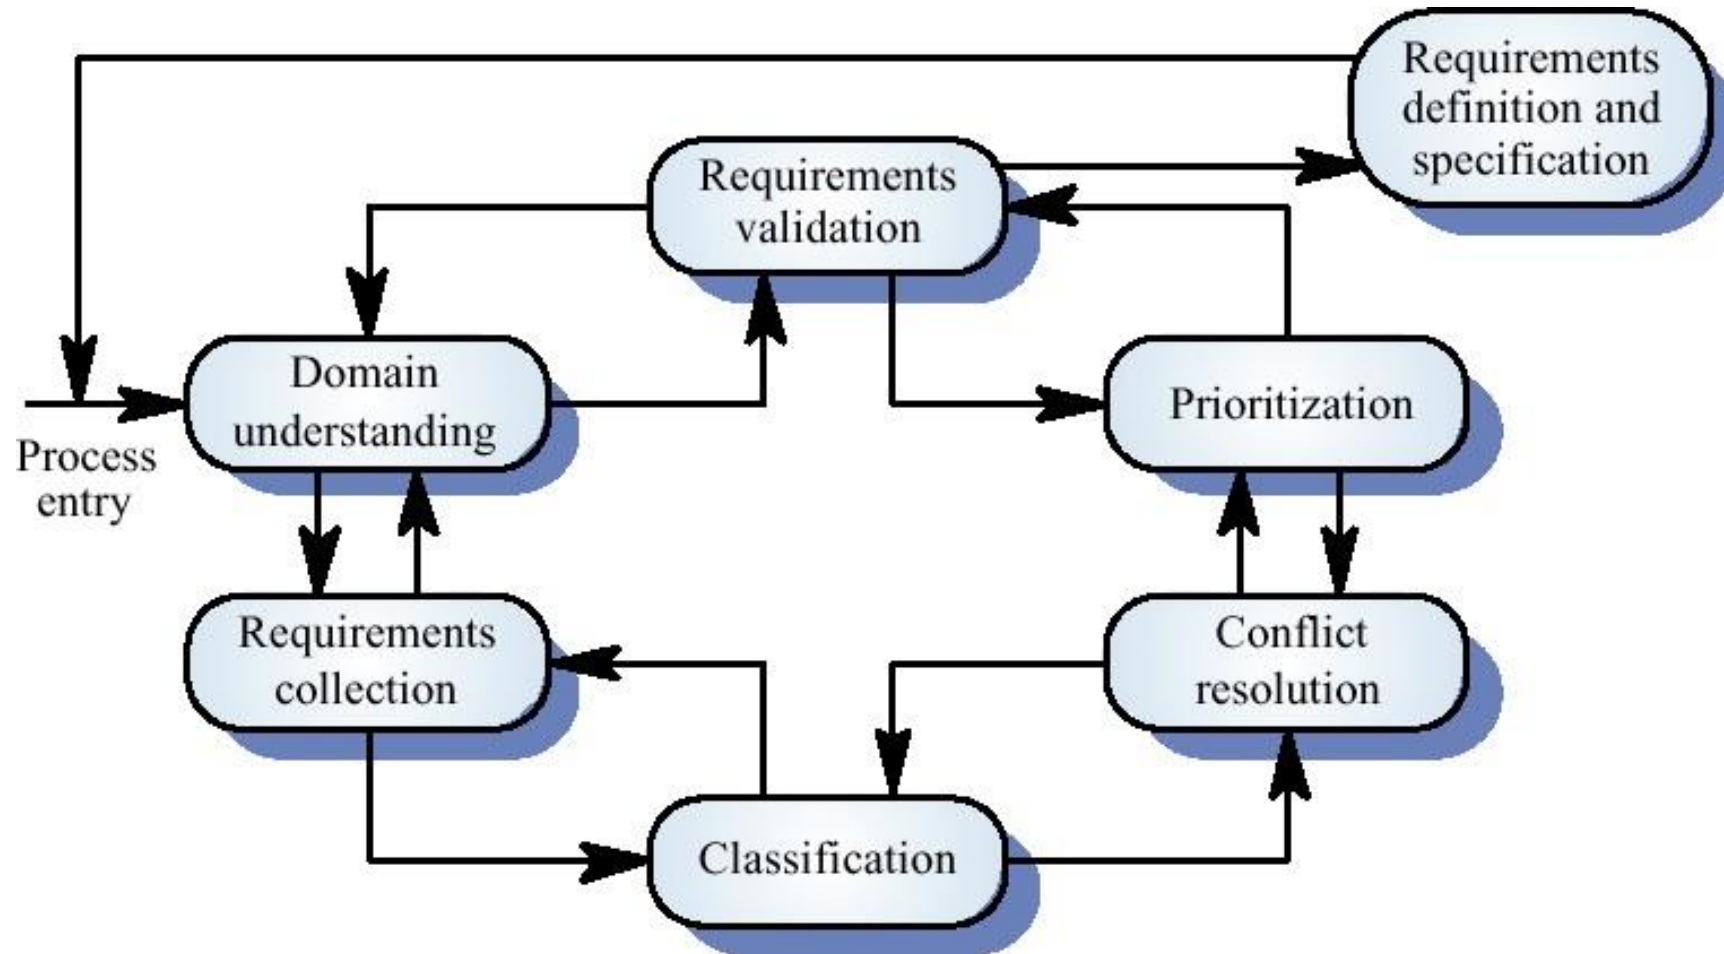 Requirements
definition and
specification
Requirements
validation
Domain
understanding
Prioritization
Process
entry
Requirements
collection
Conflict
resolution
Classification